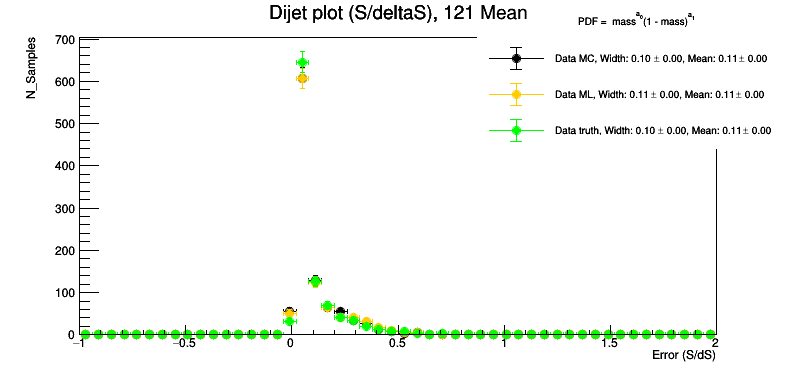 Dijet plot (S/deltaS), 121 Mean
PDF = mass^a0(1 - mass)^a1
Data MC, Width: 0.10 ± 0.00, Mean: 0.11± 0.00
Data ML, Width: 0.11 ± 0.00, Mean: 0.11± 0.00
Data truth, Width: 0.10 ± 0.00, Mean: 0.11± 0.00
N_Samples
700
600
500
400
300
200
100
0
−1
−0.5
0
0.5
1
1.5
2
Error (S/dS)